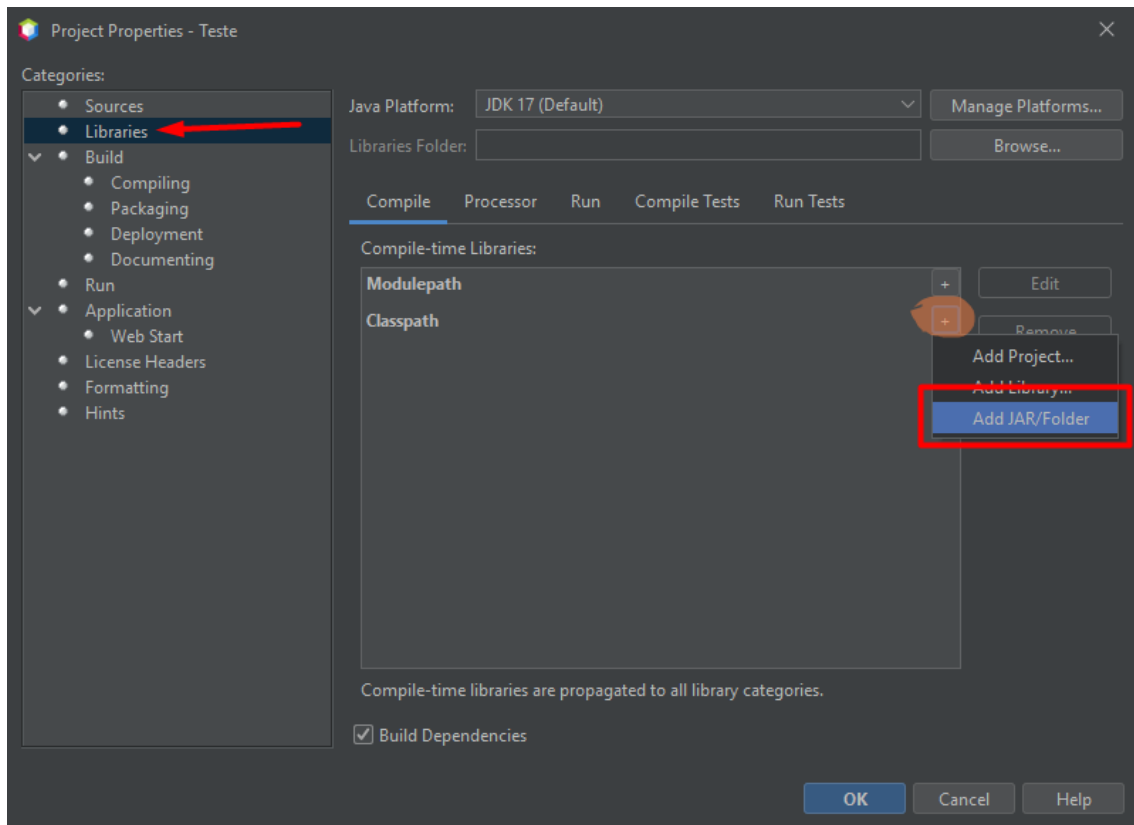 Project Properties - Teste
Categories:
Sources
Libraries
Build
Compiling
Packaging
Deployment
Documenting
Run
Application
Web Start
License Headers
Formatting
Hints
Java Platform: JDK 17 (Default) Manage Platforms...
Libraries Folder: Browse...
Compile Processor Run Compile Tests Run Tests
Compile-time Libraries:
Modulepath + Edit
Classpath + Remove
Add Project...
Add Library...
Add JAR/Folder
Compile-time libraries are propagated to all library categories.
Build Dependencies
OK Cancel Help